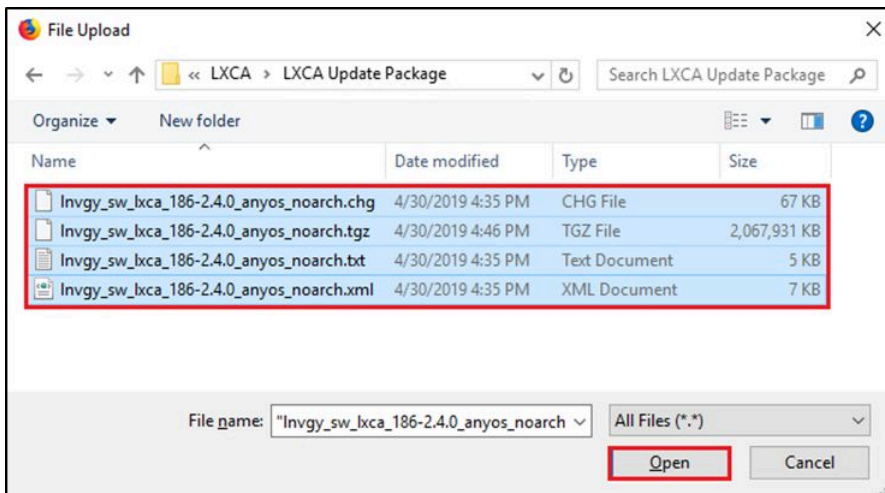 File Upload
« LXCA > LXCA Update Package
Search LXCA Update Package
Organize
New folder
Name
Date modified
Type
Size
lnvgy_sw_lxca_186-2.4.0_anyos_noarch.chg 4/30/2019 4:35 PM CHG File 67 KB
lnvgy_sw_lxca_186-2.4.0_anyos_noarch.tgz 4/30/2019 4:46 PM TGZ File 2,067,931 KB
lnvgy_sw_lxca_186-2.4.0_anyos_noarch.txt 4/30/2019 4:35 PM Text Document 5 KB
lnvgy_sw_lxca_186-2.4.0_anyos_noarch.xml 4/30/2019 4:35 PM XML Document 7 KB
File name: "lnvgy_sw_lxca_186-2.4.0_anyos_noarch
All Files (*.*)
Open
Cancel